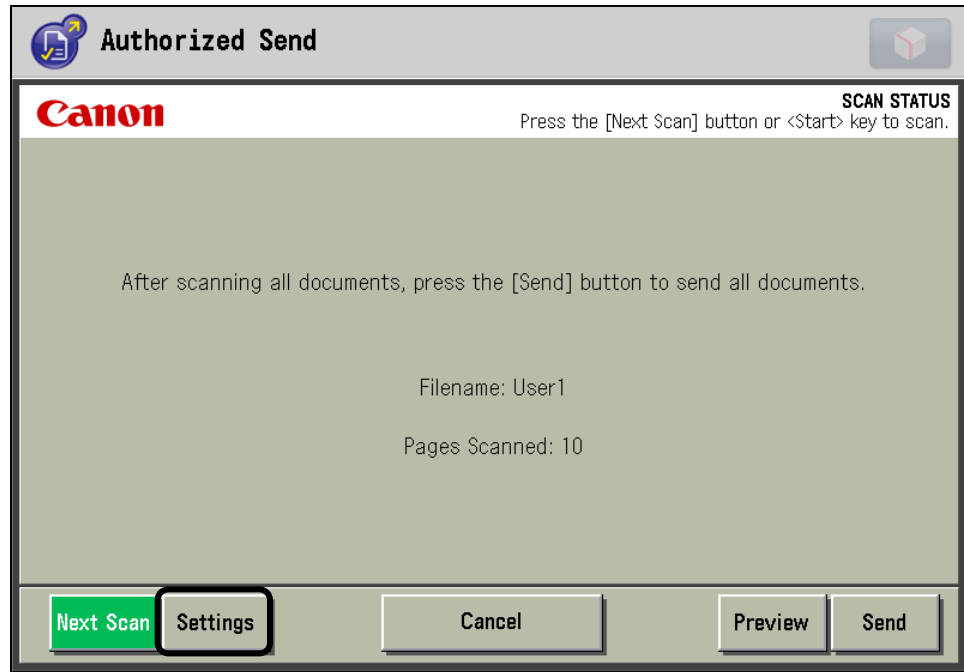 Authorized Send
Canon
SCAN STATUS
Press the [Next Scan] button or <Start> key to scan.
After scanning all documents, press the [Send] button to send all documents.
Filename: User1
Pages Scanned: 10
Next Scan
Settings
Cancel
Preview
Send